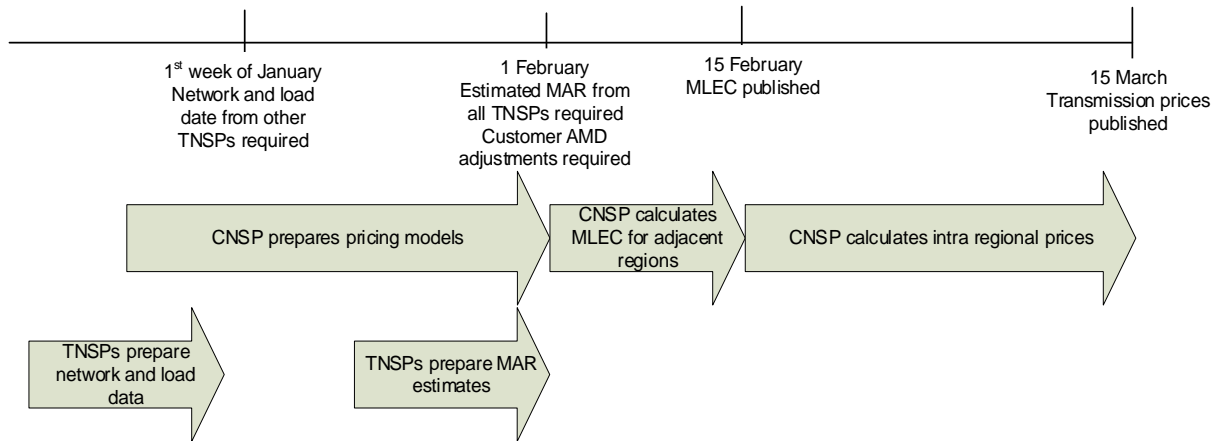 1st week of January
Network and load
date from other
TNSPs required
1 February
Estimated MAR from
all TNSPs required
Customer AMD
adjustments required
15 February
MLEC published
15 March
Transmission prices
published
CNSP prepares pricing models
CNSP calculates
MLEC for adjacent
regions
CNSP calculates intra regional prices
TNSPs prepare
network and load
data
TNSPs prepare MAR
estimates